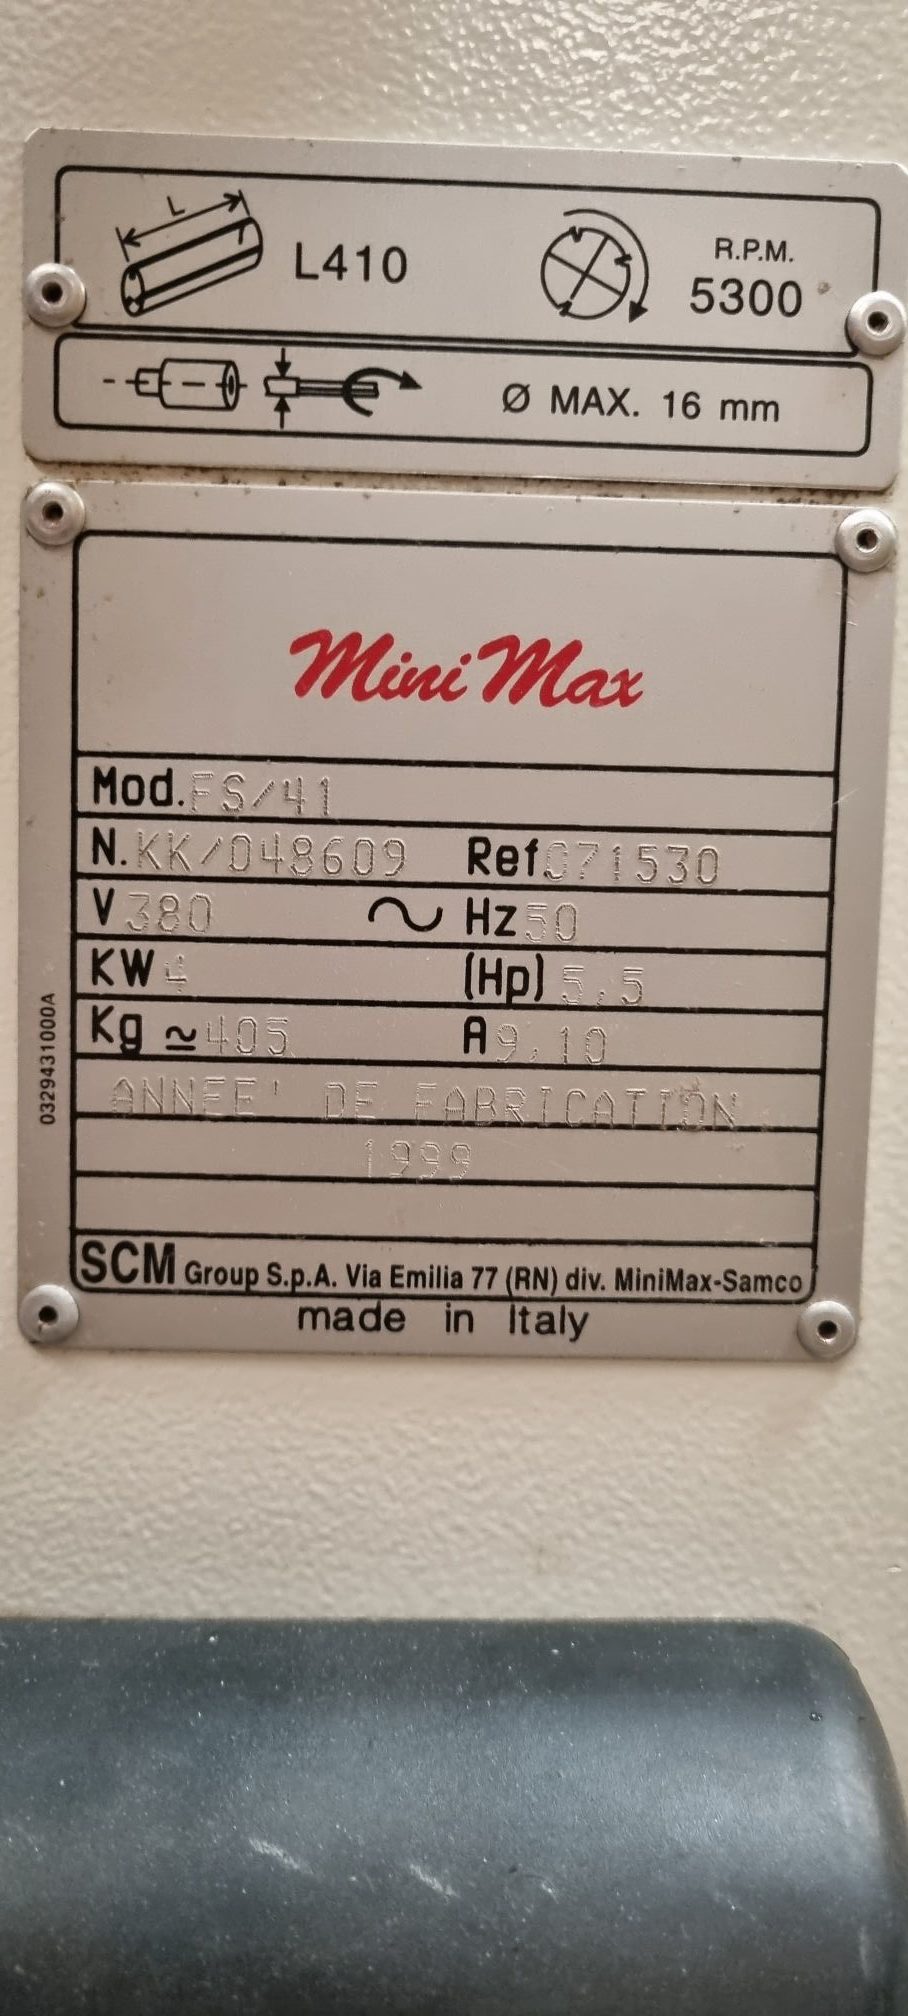 L
L410
R.P.M.
5300
Ø MAX. 16 mm
MiniMax
Mod. FS/41
N. KK/048609 Ref 071530
V 380 ~ Hz 50
KW 4 (Hp) 5,5
Kg ≃ 405 A 9,10
ANNEE' DE FABRICATION
1999
SCM Group S.p.A. Via Emilia 77 (RN) div. MiniMax-Samco
made in Italy
0329431000A